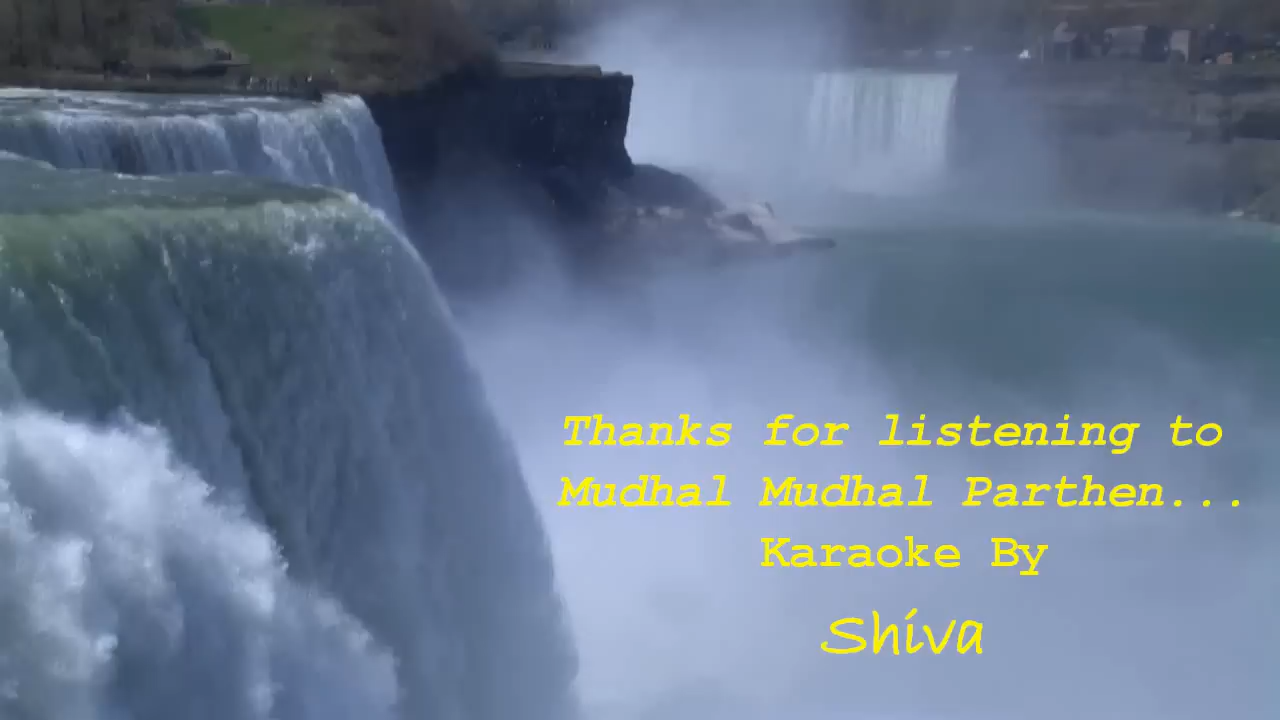 Thanks for listening to
Mudhal Mudhal Parthen...
Karaoke By
Shiva